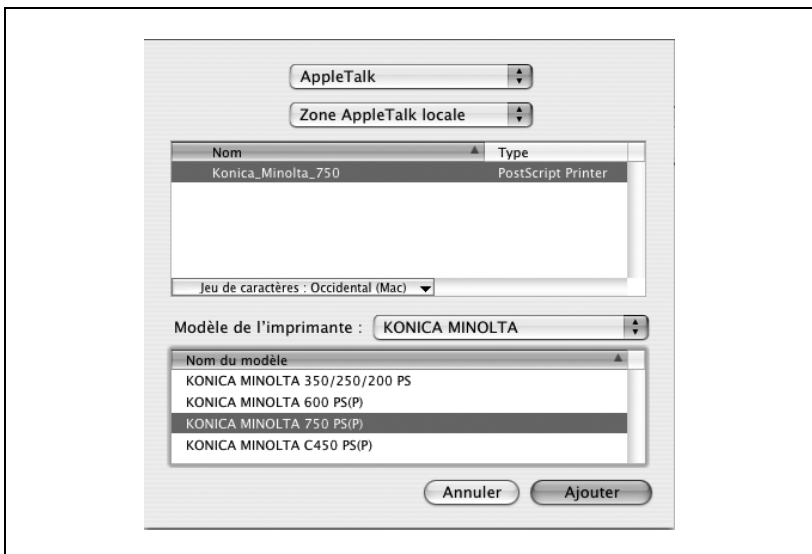 AppleTalk
Zone AppleTalk locale
Nom Type
Konica_Minolta_750 PostScript Printer
Jeu de caractères : Occidental (Mac)
Modèle de l'imprimante : KONICA MINOLTA
Nom du modèle
KONICA MINOLTA 350/250/200 PS
KONICA MINOLTA 600 PS(P)
KONICA MINOLTA 750 PS(P)
KONICA MINOLTA C450 PS(P)
Annuler Ajouter